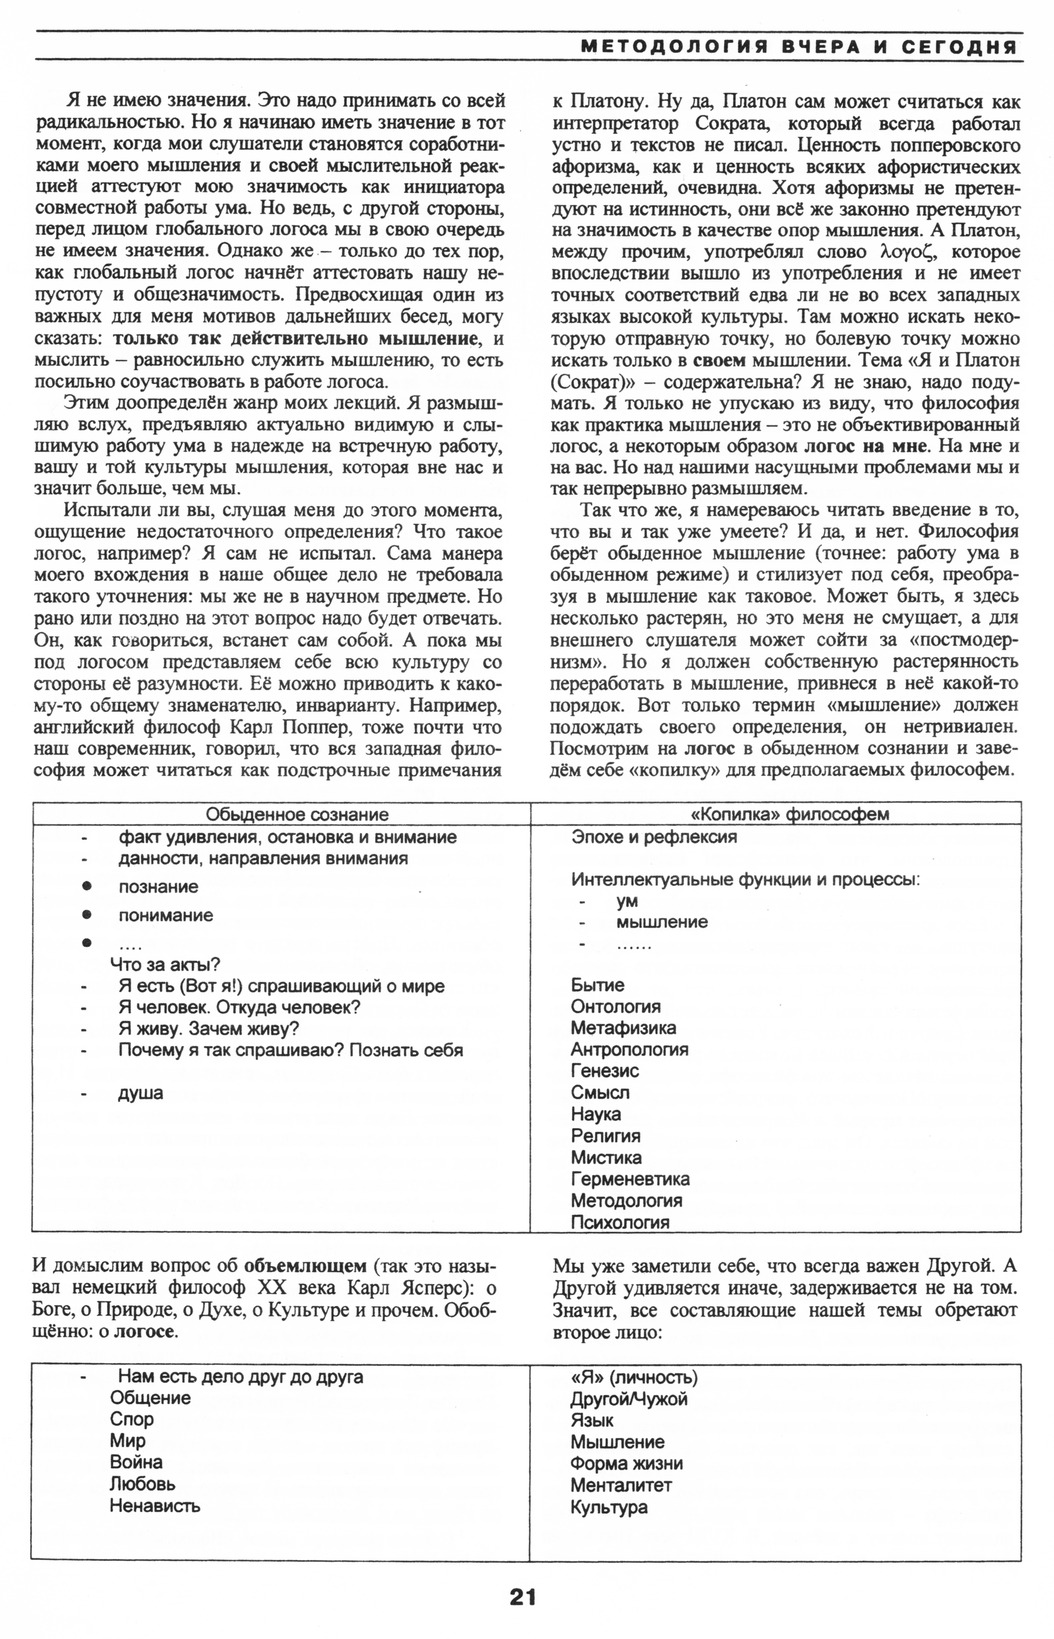 МЕТОДОЛОГИЯ ВЧЕРА И СЕГОДНЯ
Я не имею значения. Это надо принимать со всей
радикальностью. Но я начинаю иметь значение в тот
момент, когда мои слушатели становятся соработни-
ками моего мышления и своей мыслительной реак-
цией аттестуют мою значимость как инициатора
совместной работы ума. Но ведь, с другой стороны,
перед лицом глобального логоса мы в свою очередь
не имеем значения. Однако же – только до тех пор,
как глобальный логос начнёт аттестовать нашу не-
пустоту и общезначимость. Предвосхищая один из
важных для меня мотивов дальнейших бесед, могу
сказать: только так действительно мышление, и
мыслить – равносильно служить мышлению, то есть
посильно соучаствовать в работе логоса.
Этим доопределён жанр моих лекций. Я размыш-
ляю вслух, предъявляю актуально видимую и слы-
шимую работу ума в надежде на встречную работу,
вашу и той культуры мышления, которая вне нас и
значит больше, чем мы.
Испытали ли вы, слушая меня до этого момента,
ощущение недостаточного определения? Что такое
логос, например? Я сам не испытал. Сама манера
моего вхождения в наше общее дело не требовала
такого уточнения: мы же не в научном предмете. Но
рано или поздно на этот вопрос надо будет отвечать.
Он, как говориться, встанет сам собой. А пока мы
под логосом представляем себе всю культуру со
стороны её разумности. Её можно приводить к како-
му-то общему знаменателю, инварианту. Например,
английский философ Карл Поппер, тоже почти что
наш современник, говорил, что вся западная фило-
софия может читаться как подстрочные примечания
к Платону. Ну да, Платон сам может считаться как
интерпретатор Сократа, который всегда работал
устно и текстов не писал. Ценность попперовского
афоризма, как и ценность всяких афористических
определений, очевидна. Хотя афоризмы не претен-
дуют на истинность, они всё же законно претендуют
на значимость в качестве опор мышления. А Платон,
между прочим, употреблял слово λογοζ, которое
впоследствии вышло из употребления и не имеет
точных соответствий едва ли не во всех западных
языках высокой культуры. Там можно искать неко-
торую отправную точку, но болевую точку можно
искать только в своем мышлении. Тема «Я и Платон
(Сократ)» – содержательна? Я не знаю, надо поду-
мать. Я только не упускаю из виду, что философия
как практика мышления – это не объективированный
логос, а некоторым образом логос на мне. На мне и
на вас. Но над нашими насущными проблемами мы и
так непрерывно размышляем.
Так что же, я намереваюсь читать введение в то,
что вы и так уже умеете? И да, и нет. Философия
берёт обыденное мышление (точнее: работу ума в
обыденном режиме) и стилизует под себя, преобра-
зуя в мышление как таковое. Может быть, я здесь
несколько растерян, но это меня не смущает, а для
внешнего слушателя может сойти за «постмодер-
низм». Но я должен собственную растерянность
переработать в мышление, привнеся в неё какой-то
порядок. Вот только термин «мышление» должен
подождать своего определения, он нетривиален.
Посмотрим на логос в обыденном сознании и заве-
дём себе «копилку» для предполагаемых философем.
Обыденное сознание
- факт удивления, остановка и внимание
- данности, направления внимания
• познание
• понимание
• ....
Что за акты?
- Я есть (Вот я!) спрашивающий о мире
- Я человек. Откуда человек?
- Я живу. Зачем живу?
- Почему я так спрашиваю? Познать себя
- душа
«Копилка» философем
Эпохе и рефлексия
Интеллектуальные функции и процессы:
- ум
- мышление
- ......
Бытие
Онтология
Метафизика
Антропология
Генезис
Смысл
Наука
Религия
Мистика
Герменевтика
Методология
Психология
И домыслим вопрос об объемлющем (так это назы-
вал немецкий философ XX века Карл Ясперс): о
Боге, о Природе, о Духе, о Культуре и прочем. Обоб-
щённо: о логосе.
Мы уже заметили себе, что всегда важен Другой. А
Другой удивляется иначе, задерживается не на том.
Значит, все составляющие нашей темы обретают
второе лицо:
- Нам есть дело друг до друга
Общение
Спор
Мир
Война
Любовь
Ненависть
«Я» (личность)
Другой/Чужой
Язык
Мышление
Форма жизни
Менталитет
Культура
21